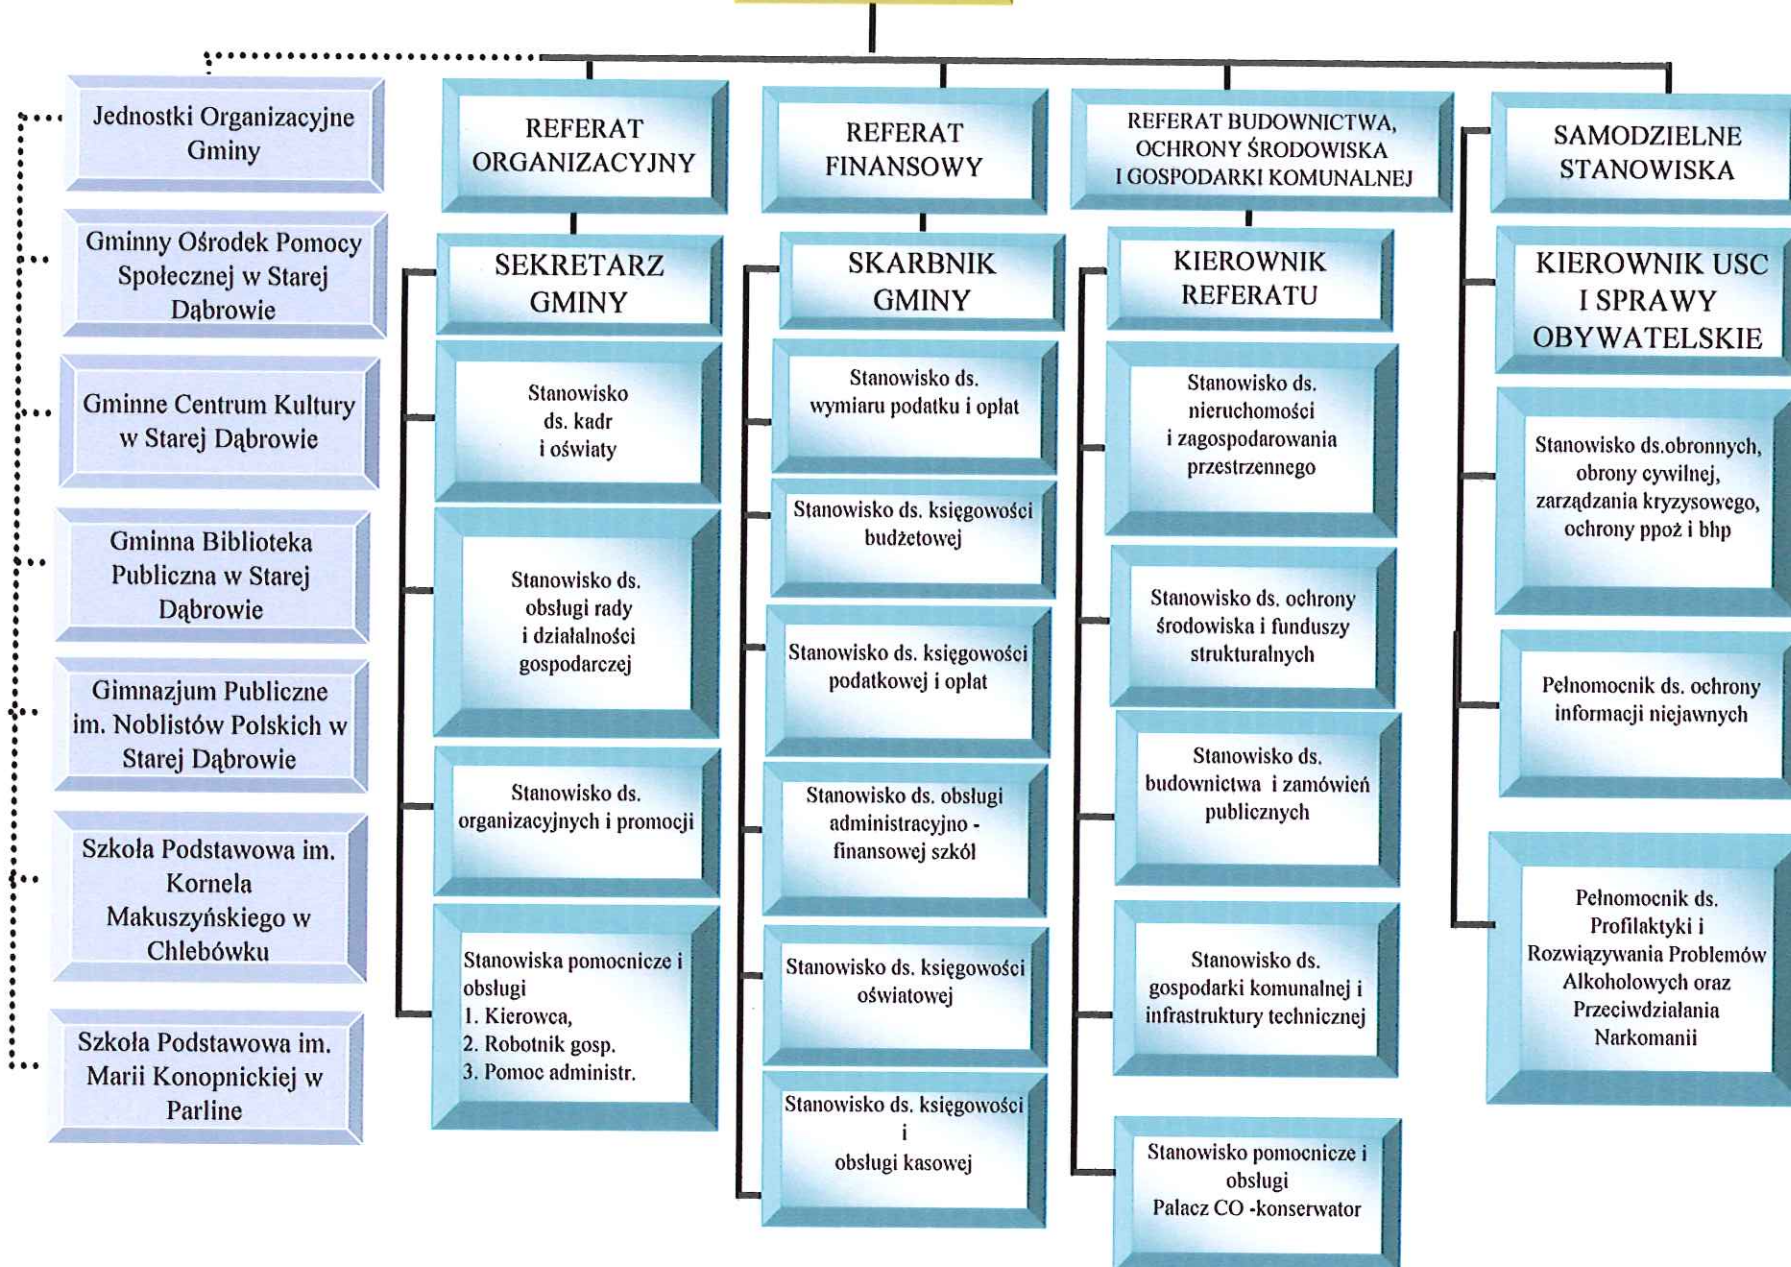 Jednostki Organizacyjne
Gminy
Gminny Ośrodek Pomocy
Społecznej w Starej
Dąbrowie
Gminne Centrum Kultury
w Starej Dąbrowie
Gminna Biblioteka
Publiczna w Starej
Dąbrowie
Gimnazjum Publiczne
im. Noblistów Polskich w
Starej Dąbrowie
Szkoła Podstawowa im.
Kornela
Makuszyńskiego w
Chlebówku
Szkoła Podstawowa im.
Marii Konopnickiej w
Parline
REFERAT
ORGANIZACYJNY
SEKRETARZ
GMINY
Stanowisko
ds. kadr
i oświaty
Stanowisko ds.
obsługi rady
i działalności
gospodarczej
Stanowisko ds.
organizacyjnych i promocji
Stanowiska pomocnicze i
obsługi
1. Kierowca,
2. Robotnik gosp.
3. Pomoc administr.
REFERAT
FINANSOWY
SKARBNIK
GMINY
Stanowisko ds.
wymiaru podatku i opłat
Stanowisko ds. księgowości
budżetowej
Stanowisko ds. księgowości
podatkowej i opłat
Stanowisko ds. obsługi
administracyjno -
finansowej szkół
Stanowisko ds. księgowości
oświatowej
Stanowisko ds. księgowości
i
obsługi kasowej
REFERAT BUDOWNICTWA,
OCHRONY ŚRODOWISKA
I GOSPODARKI KOMUNALNEJ
KIEROWNIK
REFERATU
Stanowisko ds.
nieruchomości
i zagospodarowania
przestrzennego
Stanowisko ds. ochrony
środowiska i funduszy
strukturalnych
Stanowisko ds.
budownictwa i zamówień
publicznych
Stanowisko ds.
gospodarki komunalnej i
infrastruktury technicznej
Stanowisko pomocnicze i
obsługi
Palacz CO -konserwator
SAMODZIELNE
STANOWISKA
KIEROWNIK USC
I SPRAWY
OBYWATELSKIE
Stanowisko ds.obronnych,
obrony cywilnej,
zarządzania kryzysowego,
ochrony ppoż i bhp
Pełnomocnik ds. ochrony
informacji niejawnych
Pełnomocnik ds.
Profilaktyki i
Rozwiązywania Problemów
Alkoholowych oraz
Przeciwdziałania
Narkomanii